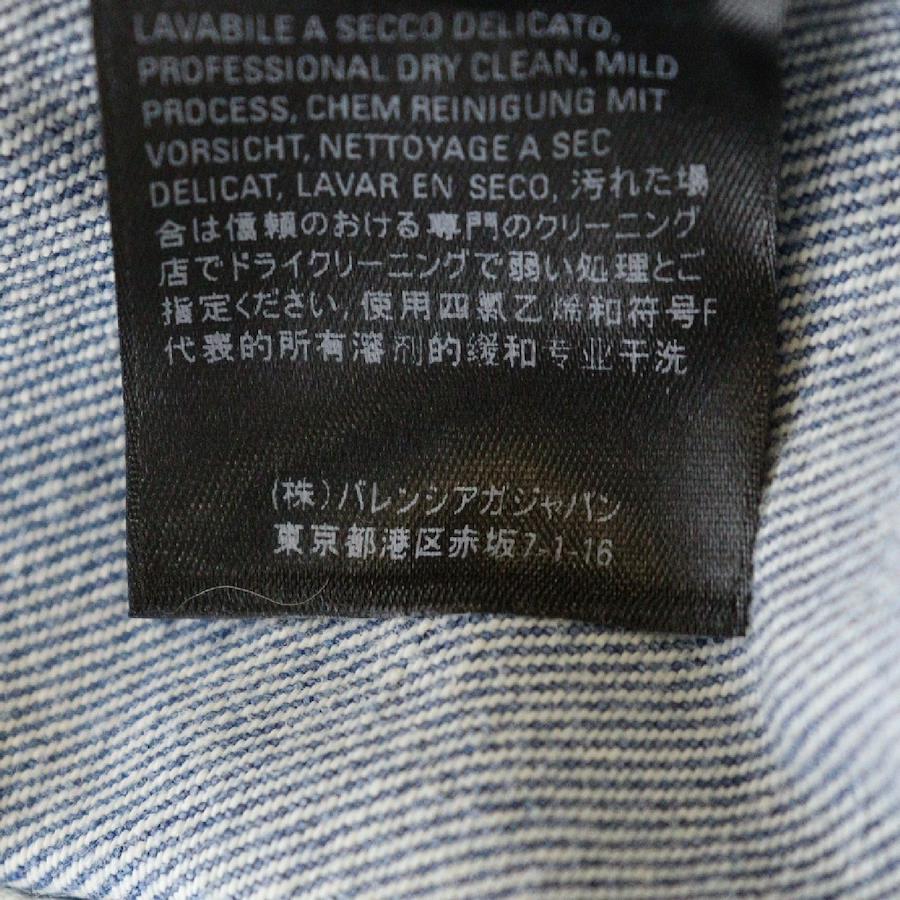 LAVABILE A SECCO DELICATO,
PROFESSIONAL DRY CLEAN, MILD
PROCESS, CHEM REINIGUNG MIT
VORSICHT, NETTOYAGE A SEC
DELICAT, LAVAR EN SECO, 汚れた場
合は信頼のおける専門のクリーニング
店でドライクリーニングで弱い処理とご
指定ください, 使用四氯乙烯和符号F
代表的所有溶剂的缓和专业干洗
(株)バレンシアガジャパン
東京都港区赤坂7-1-16